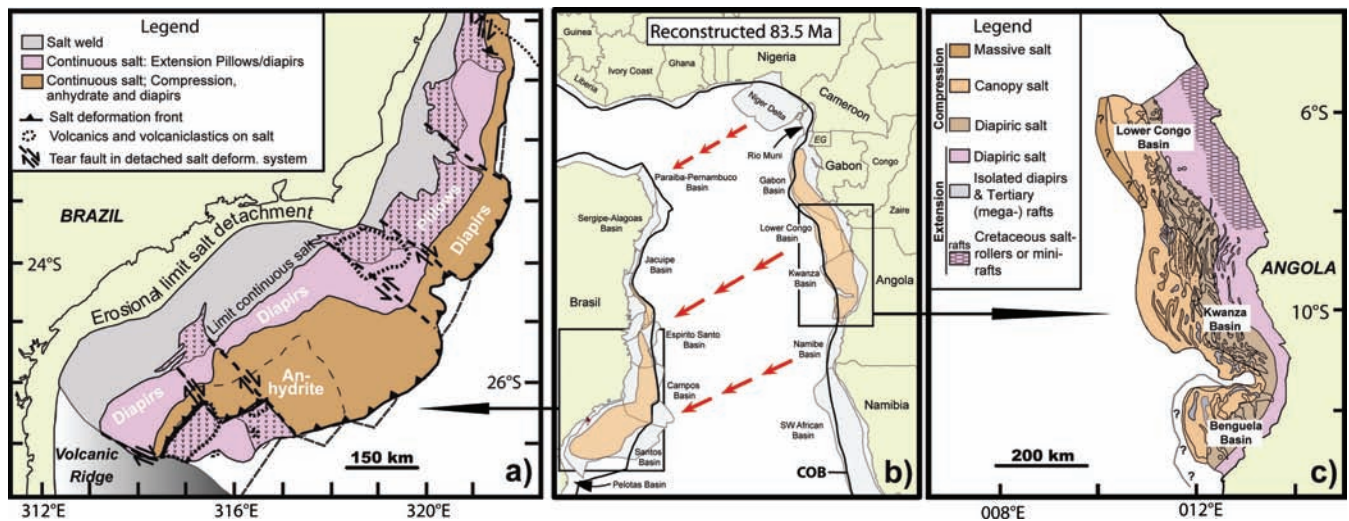 Legend
Salt weld
Continuous salt: Extension Pillows/diapirs
Continuous salt; Compression,
anhydrate and diapirs
Salt deformation front
Volcanics and volcaniclastics on salt
Tear fault in detached salt deform. system
BRAZIL
Erosional limit salt detachment
Limit continuous salt
Pillows
Diapirs
Diapirs
An-
hydrite
Diapirs
Volcanic
Ridge
24°S
26°S
150 km
a)
312°E
316°E
320°E
Reconstructed 83.5 Ma
Guinea
Ivory Coast
Ghana
Liberia
Nigeria
Niger Delta
Cameroon
EG
Rio Muni
Gabon
Congo
Gabon
Basin
Zaire
Paraiba-Pernambuco
Basin
Sergipe-Alagoas
Basin
Lower Congo
Basin
Jacuipe
Basin
Kwanza
Basin
Angola
Brasil
Espirito Santo
Basin
Namibe
Basin
Campos
Basin
Namibia
SW African
Basin
Santos
Basin
COB
Pelotas Basin
b)
Legend
Compression
Massive salt
Canopy salt
Diapiric salt
Extension
Diapiric salt
Isolated diapirs
& Tertiary
(mega-) rafts
rafts
Cretaceous salt-
rollers or mini-
rafts
6°S
Lower Congo
Basin
?
?
ANGOLA
10°S
Kwanza
Basin
?
Benguela
Basin
?
?
200 km
c)
008°E
012°E